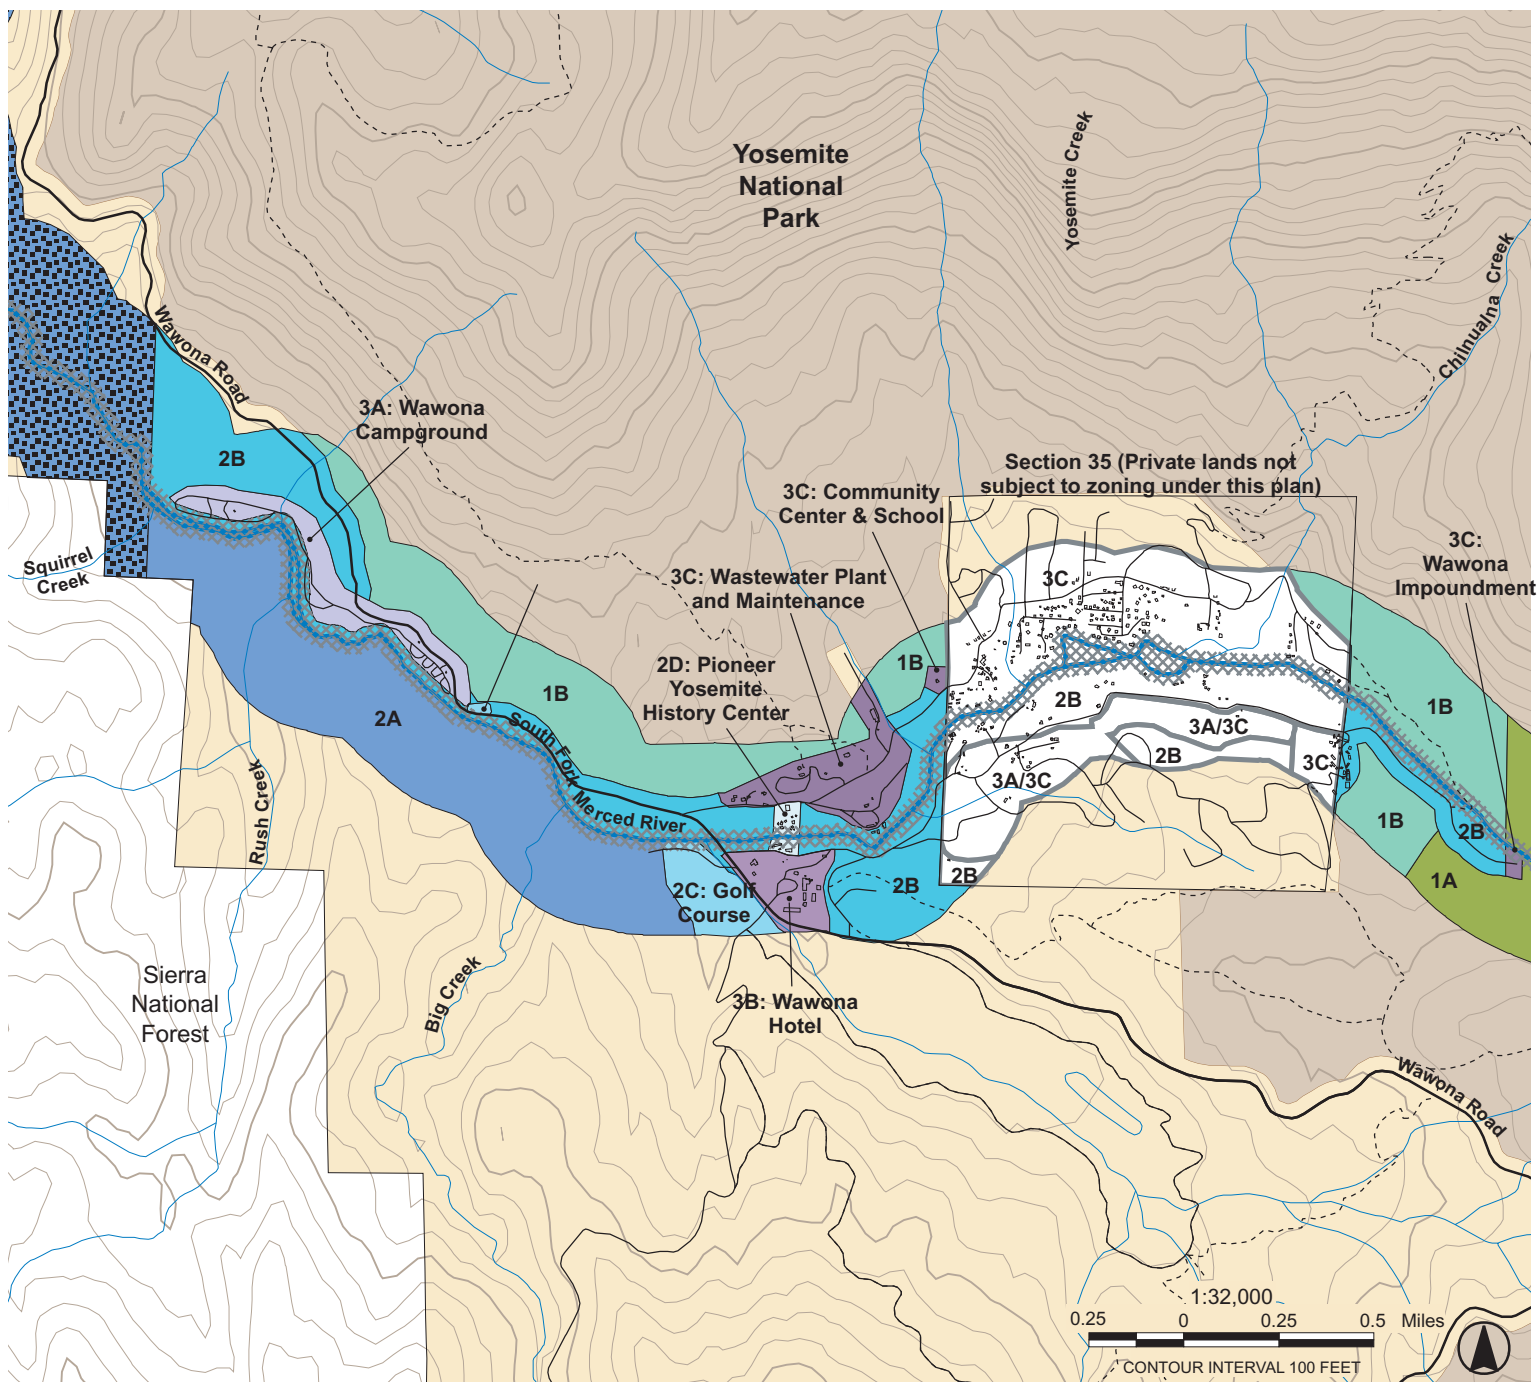 Yosemite
National
Park
Yosemite Creek
Chilnualna Creek
Wawona Road
3A: Wawona
Campground
2B
Section 35 (Private lands not
subject to zoning under this plan)
3C: Community
Center & School
3C:
Wawona
Impoundment
Squirrel
Creek
3C: Wastewater Plant
and Maintenance
3C
1B
2D: Pioneer
Yosemite
History Center
1B
2A
2B
1B
3A/3C
2B
3C
3A/3C
South Fork Merced River
Rush Creek
1B
2B
2C: Golf
Course
2B
2B
1A
Sierra
National
Forest
Big Creek
3B: Wawona
Hotel
Wawona Road
1:32,000
0.25 0 0.25 0.5 Miles
CONTOUR INTERVAL 100 FEET